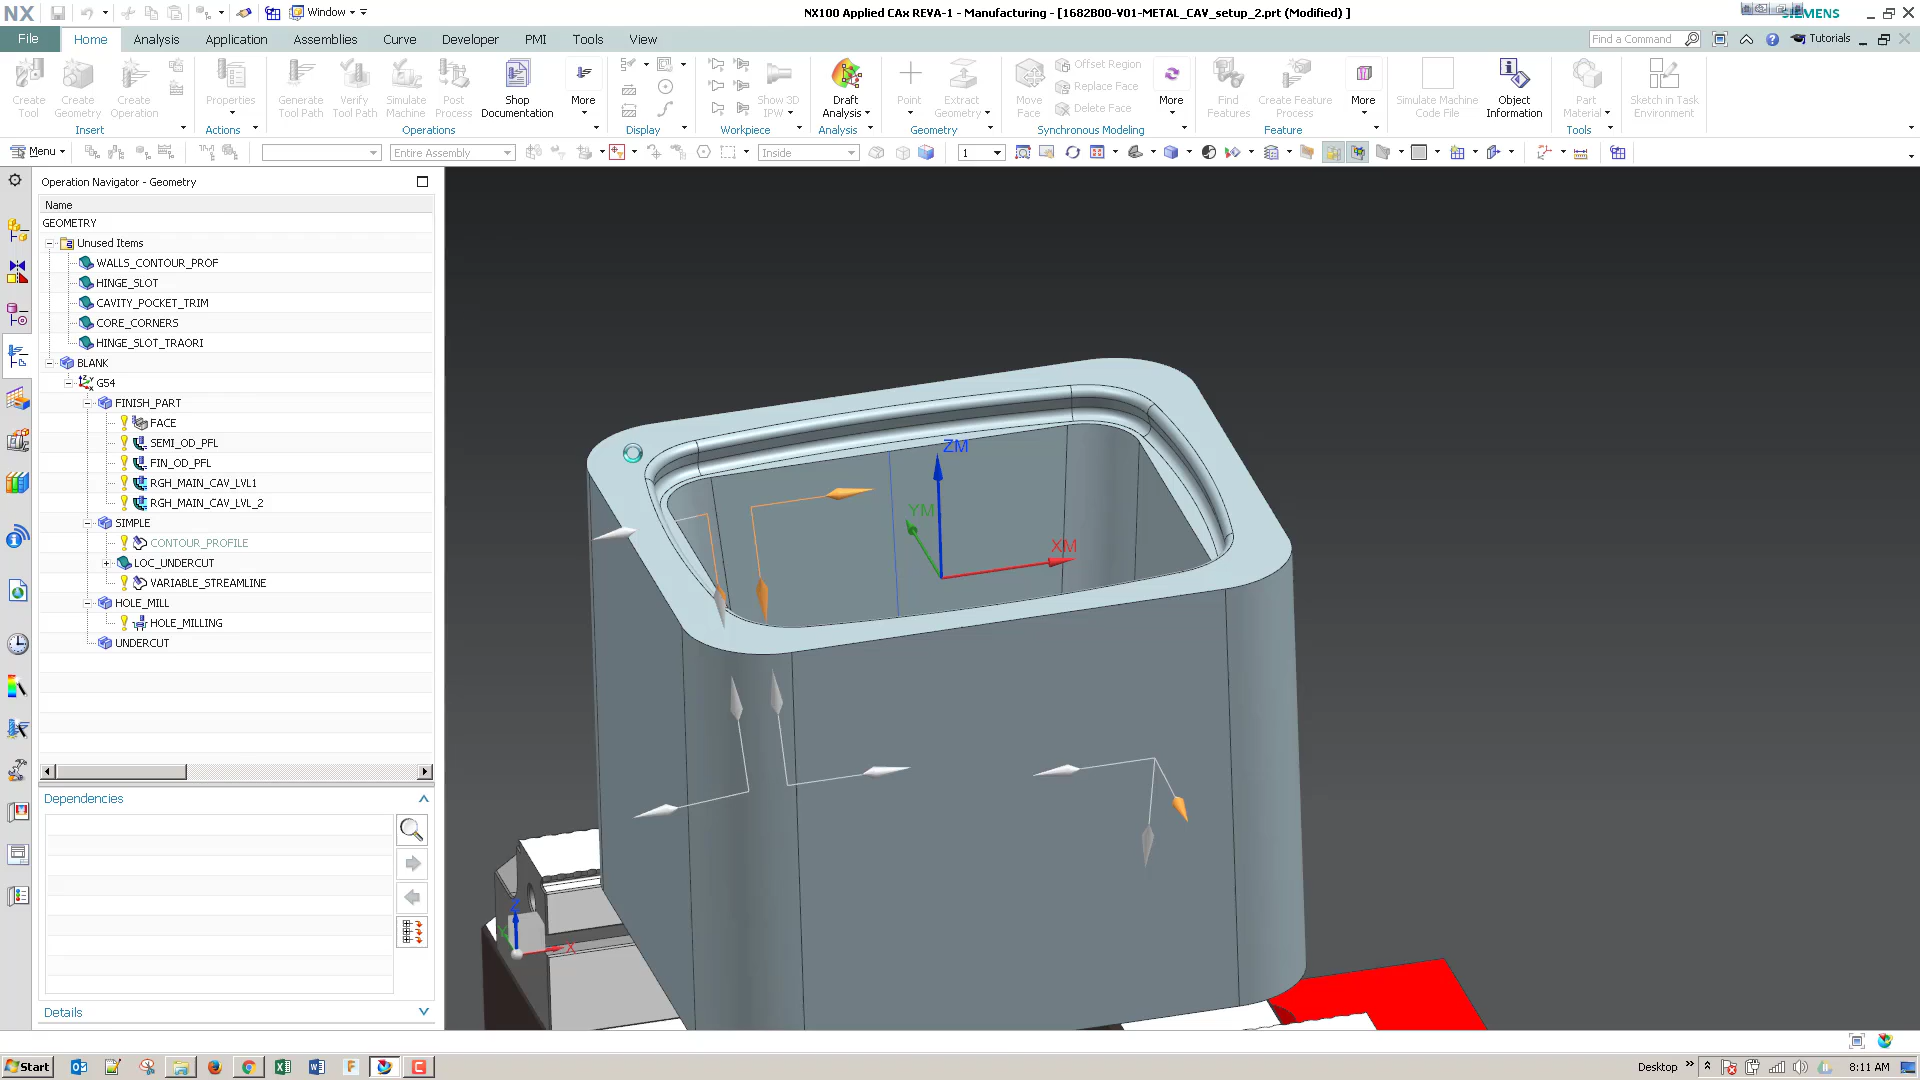 NX
Window
NX100 Applied CAx REVA-1 - Manufacturing - [1682B00-V01-METAL_CAV_setup_2.prt (Modified) ]
SIEMENS
File
Home
Analysis
Application
Assemblies
Curve
Developer
PMI
Tools
View
Find a Command
Tutorials
Create Tool
Create Geometry
Create Operation
Properties
Generate Tool Path
Verify Tool Path
Simulate Machine
Post Process
Shop Documentation
More
Show 3D IPW
Draft Analysis
Point
Extract Geometry
Move Face
Offset Region
Replace Face
Delete Face
More
Find Features
Create Feature Process
More
Simulate Machine Code File
Object Information
Part Material
Sketch in Task Environment
Insert
Actions
Operations
Display
Workpiece
Analysis
Geometry
Synchronous Modeling
Feature
Tools
Menu
Entire Assembly
Inside
1
Operation Navigator - Geometry
Name
GEOMETRY
Unused Items
WALLS_CONTOUR_PROF
HINGE_SLOT
CAVITY_POCKET_TRIM
CORE_CORNERS
HINGE_SLOT_TRAORI
BLANK
G54
FINISH_PART
FACE
SEMI_OD_PFL
FIN_OD_PFL
RGH_MAIN_CAV_LVL1
RGH_MAIN_CAV_LVL_2
SIMPLE
CONTOUR_PROFILE
LOC_UNDERCUT
VARIABLE_STREAMLINE
HOLE_MILL
HOLE_MILLING
UNDERCUT
Dependencies
Details
ZM
YM
XM
Z
X
Start
Desktop
8:11 AM